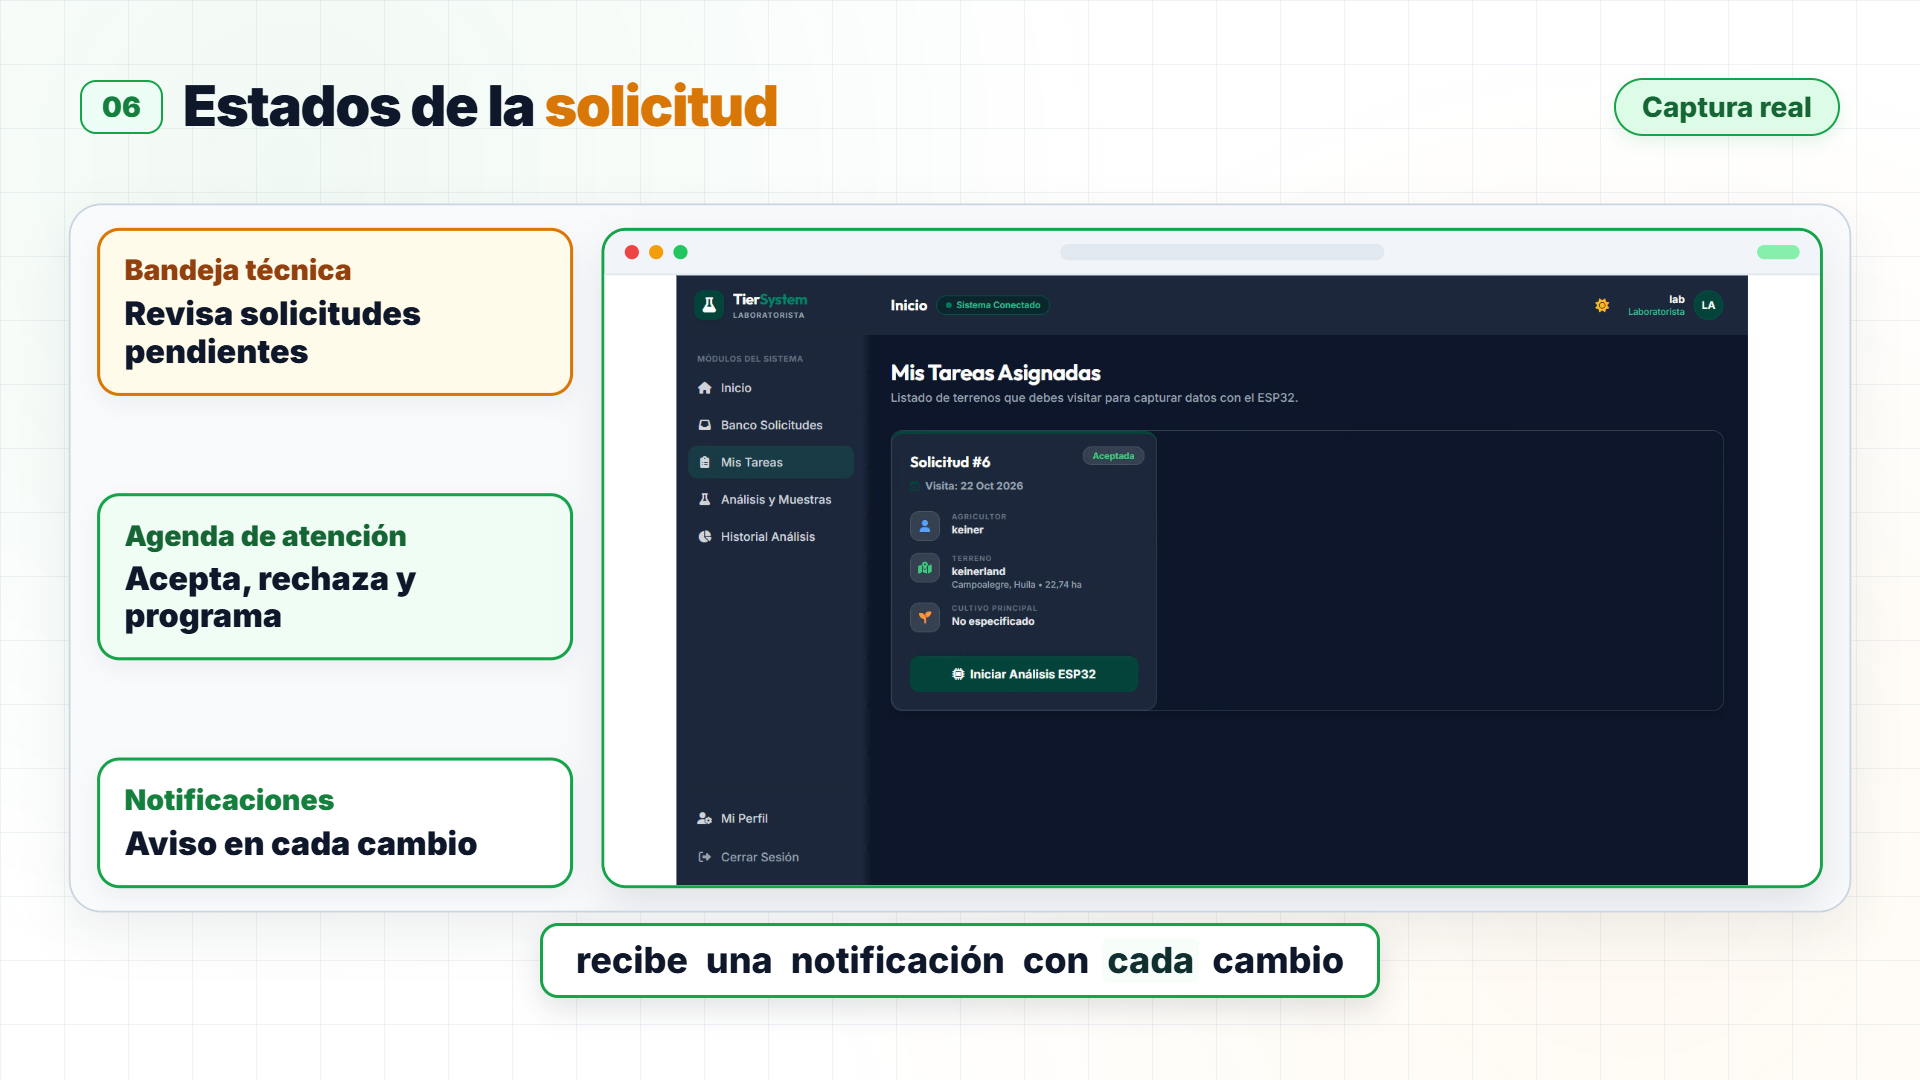 06
Estados de la solicitud
Captura real
Bandeja técnica
Revisa solicitudes
pendientes
Agenda de atención
Acepta, rechaza y
programa
Notificaciones
Aviso en cada cambio
TierSystem
LABORATORISTA
MÓDULOS DEL SISTEMA
Inicio
Banco Solicitudes
Mis Tareas
Análisis y Muestras
Historial Análisis
Mi Perfil
Cerrar Sesión
Inicio
Sistema Conectado
lab
Laboratorista
LA
Mis Tareas Asignadas
Listado de terrenos que debes visitar para capturar datos con el ESP32.
Solicitud #6
Aceptada
Visita: 22 Oct 2026
AGRICULTOR
keiner
TERRENO
keinerland
Campoalegre, Huila • 22,74 ha
CULTIVO PRINCIPAL
No especificado
Iniciar Análisis ESP32
recibe una notificación con cada cambio